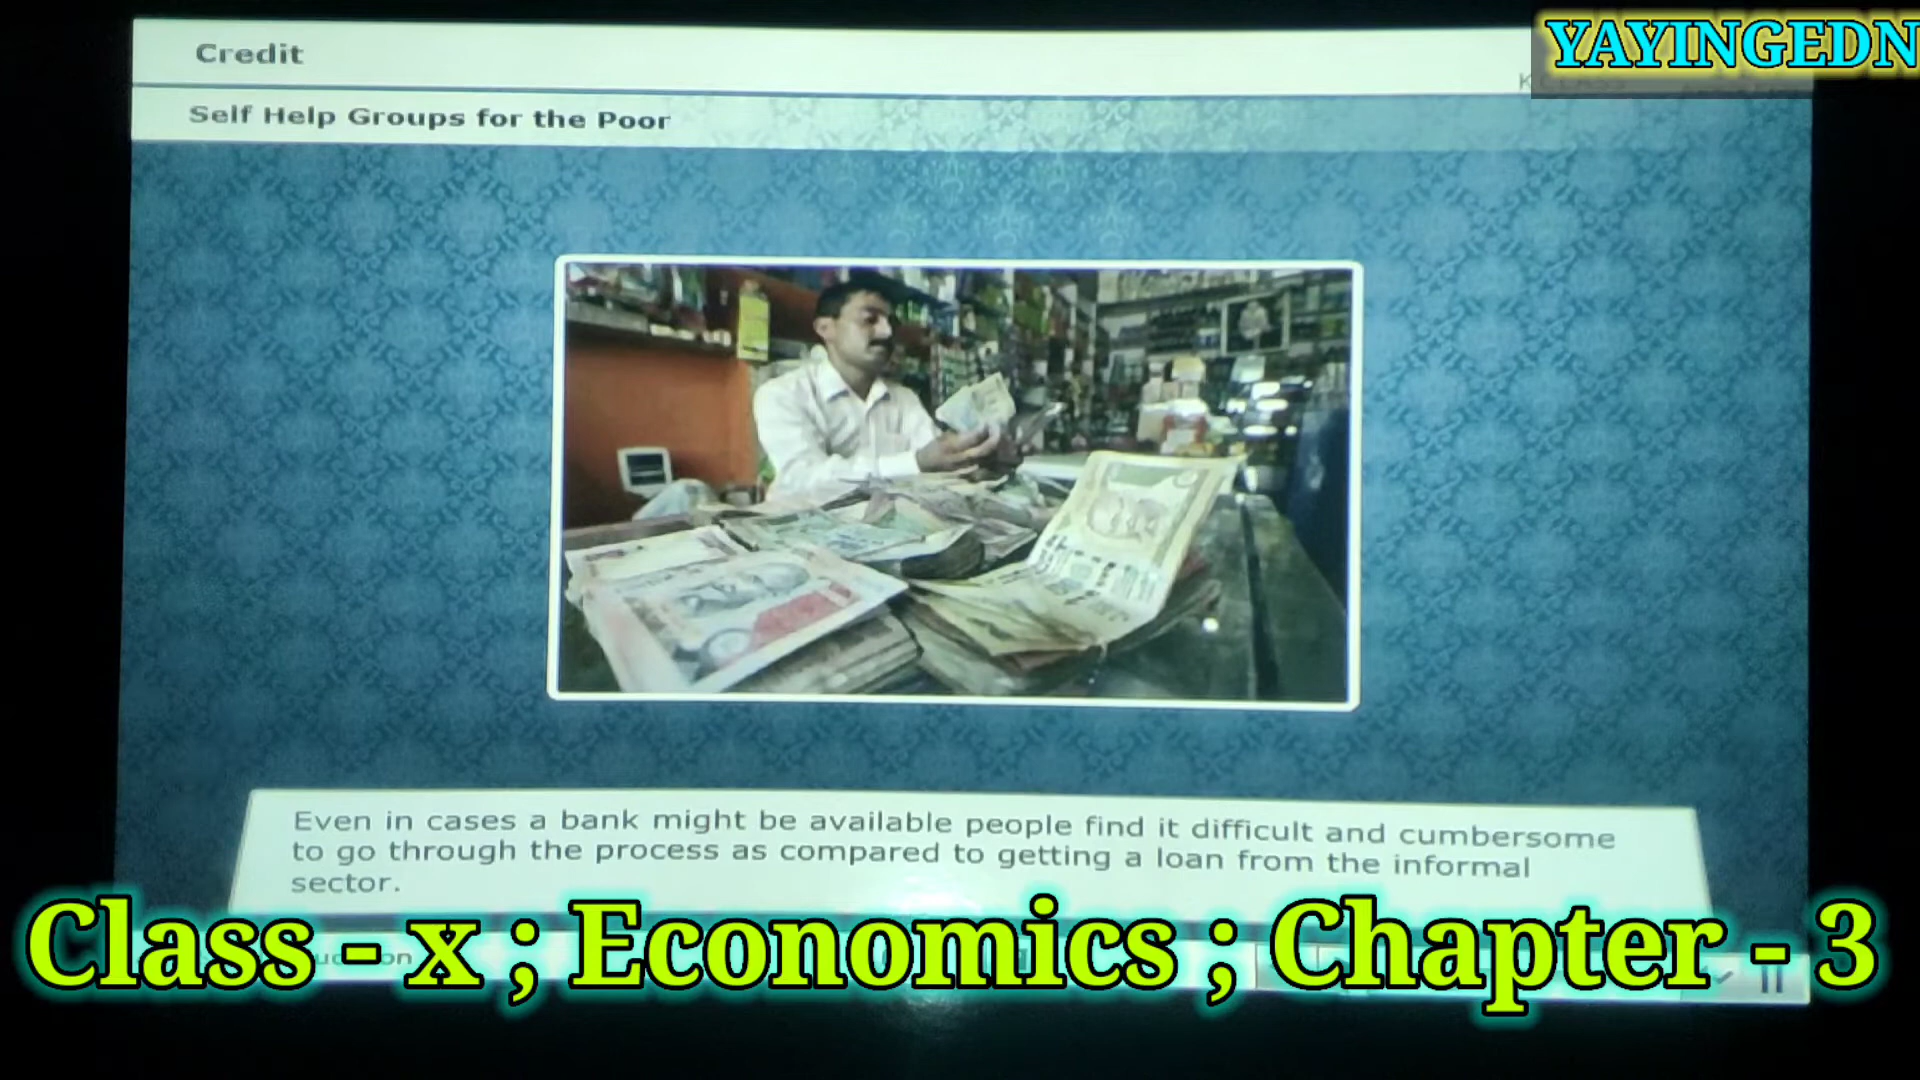 Credit
YAYINGEDN
Self Help Groups for the Poor
Even in cases a bank might be available people find it difficult and cumbersome
to go through the process as compared to getting a loan from the informal
sector.
Class - x ; Economics ; Chapter - 3